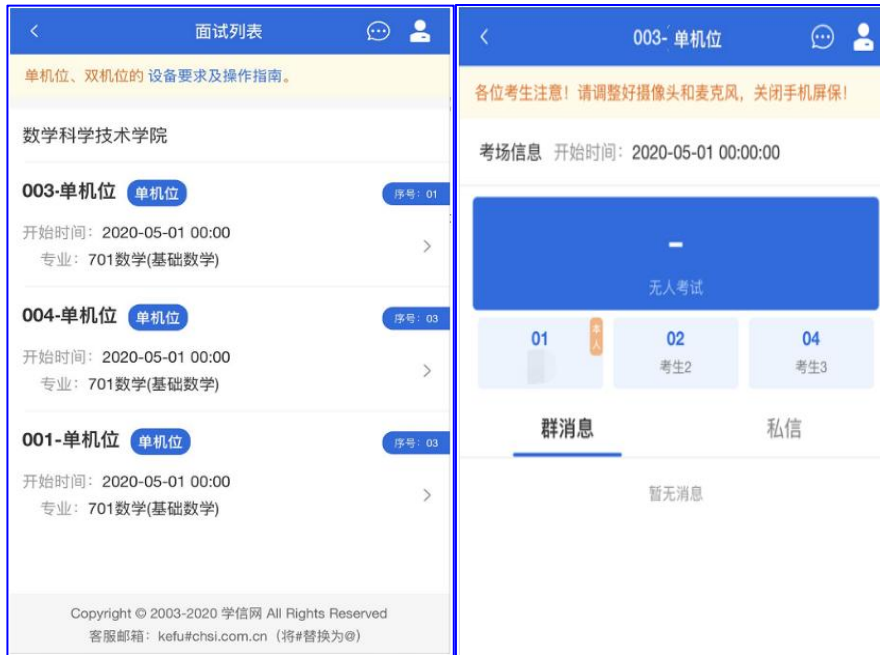 面试列表
单机位、双机位的 设备要求及操作指南。
数学科学技术学院
003-单机位 单机位 序号：01
开始时间：2020-05-01 00:00
专业：701数学(基础数学)
004-单机位 单机位 序号：03
开始时间：2020-05-01 00:00
专业：701数学(基础数学)
001-单机位 单机位 序号：03
开始时间：2020-05-01 00:00
专业：701数学(基础数学)
Copyright © 2003-2020 学信网 All Rights Reserved
客服邮箱：kefu#chsi.com.cn（将#替换为@）
003- 单机位
各位考生注意！请调整好摄像头和麦克风，关闭手机屏保！
考场信息 开始时间：2020-05-01 00:00:00
-
无人考试
01 本人 02 04
考生2 考生3
群消息 私信
暂无消息